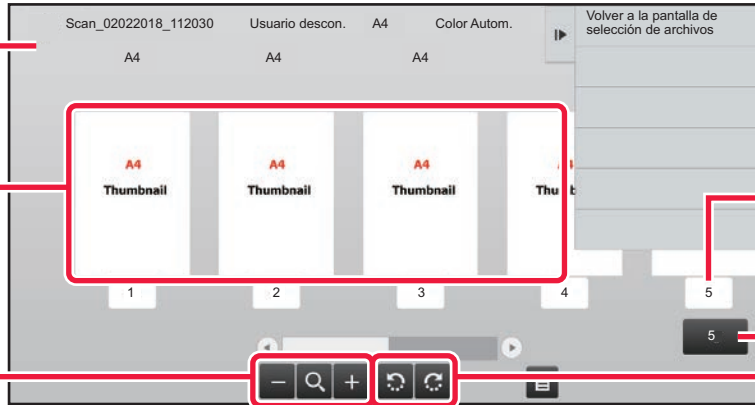 Scan_02022018_112030 Usuario descon. A4 Color Autom.
Volver a la pantalla de
selección de archivos
A4 A4 A4
A4 A4 A4
Thumbnail Thumbnail Thumbnail
1 2 3 4 5
5